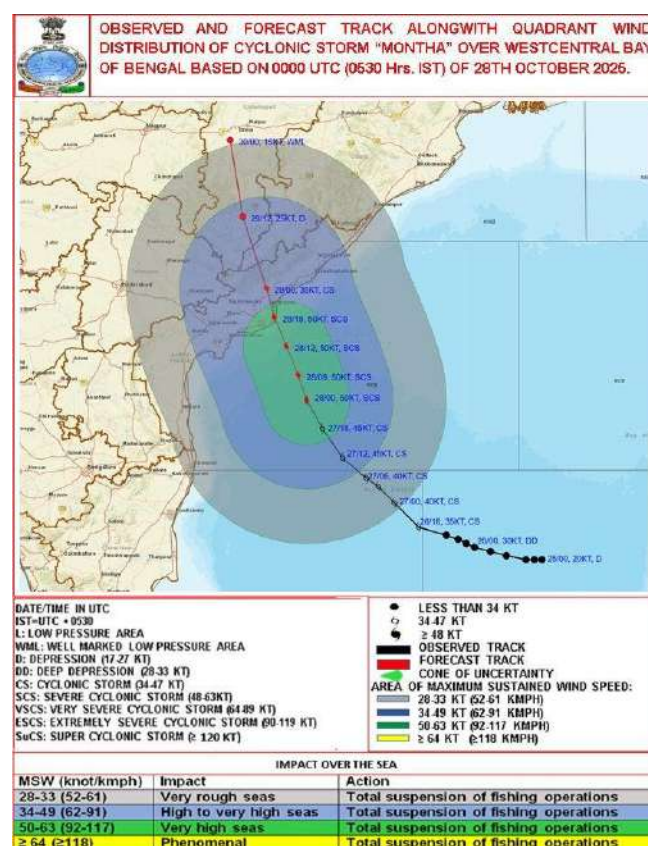 OBSERVED AND FORECAST TRACK ALONGWITH QUADRANT WIND
DISTRIBUTION OF CYCLONIC STORM "MONTHA" OVER WESTCENTRAL BAY
OF BENGAL BASED ON 0000 UTC (0530 Hrs. IST) OF 28TH OCTOBER 2025.
30/00, 15KT, WML
29/12, 25KT, D
28/18, 50KT, SCS
28/12, 50KT, SCS
28/00, 50KT, SCS
27/18, 45KT, CS
27/12, 45KT, CS
27/06, 40KT, CS
27/00, 40KT, CS
26/18, 35KT, CS
26/00, 30KT, DD
DATE/TIME IN UTC
IST=UTC + 0530
L: LOW PRESSURE AREA
WML: WELL MARKED LOW PRESSURE AREA
D: DEPRESSION (17-27 KT)
DD: DEEP DEPRESSION (28-33 KT)
CS: CYCLONIC STORM (34-47 KT)
SCS: SEVERE CYCLONIC STORM (48-63KT)
VSCS: VERY SEVERE CYCLONIC STORM (64-89 KT)
ESCS: EXTREMELY SEVERE CYCLONIC STORM (90-119 KT)
SuCS: SUPER CYCLONIC STORM (≥ 120 KT)
LESS THAN 34 KT
34-47 KT
≥ 48 KT
OBSERVED TRACK
FORECAST TRACK
CONE OF UNCERTAINTY
AREA OF MAXIMUM SUSTAINED WIND SPEED:
28-33 KT (52-61 KMPH)
34-49 KT (62-91 KMPH)
50-63 KT (92-117 KMPH)
≥ 64 KT (≥118 KMPH)
IMPACT OVER THE SEA
MSW (knot/kmph) Impact Action
28-33 (52-61) Very rough seas Total suspension of fishing operations
34-49 (62-91) High to very high seas Total suspension of fishing operations
50-63 (92-117) Very high seas Total suspension of fishing operations
≥ 64 (≥118) Phenomenal Total suspension of fishing operations